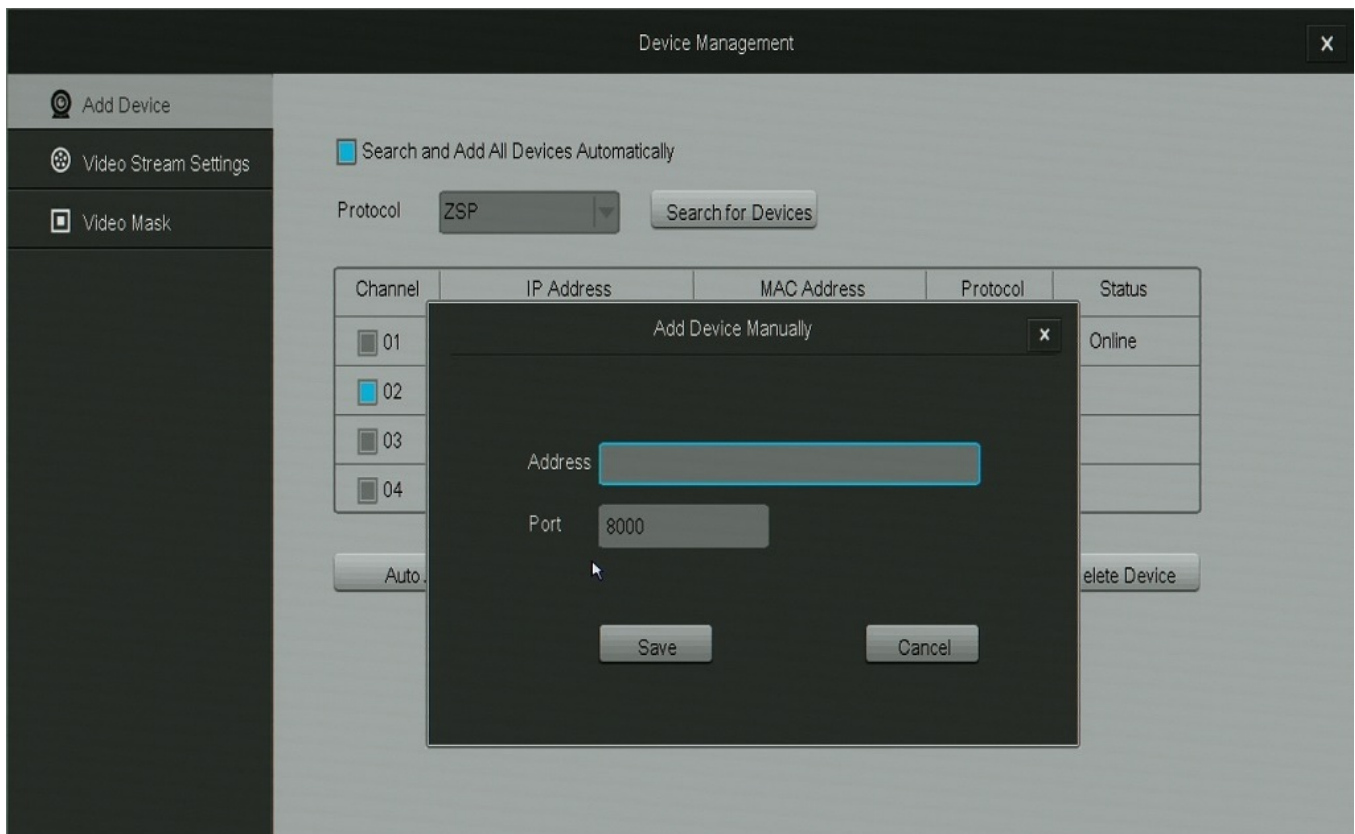 Device Management
X
Add Device
Video Stream Settings
Video Mask
Search and Add All Devices Automatically
Protocol ZSP Search for Devices
Channel IP Address MAC Address Protocol Status
01 Online
02
03
04
Add Device Manually x
Address
Port 8000
Auto.
elete Device
Save Cancel